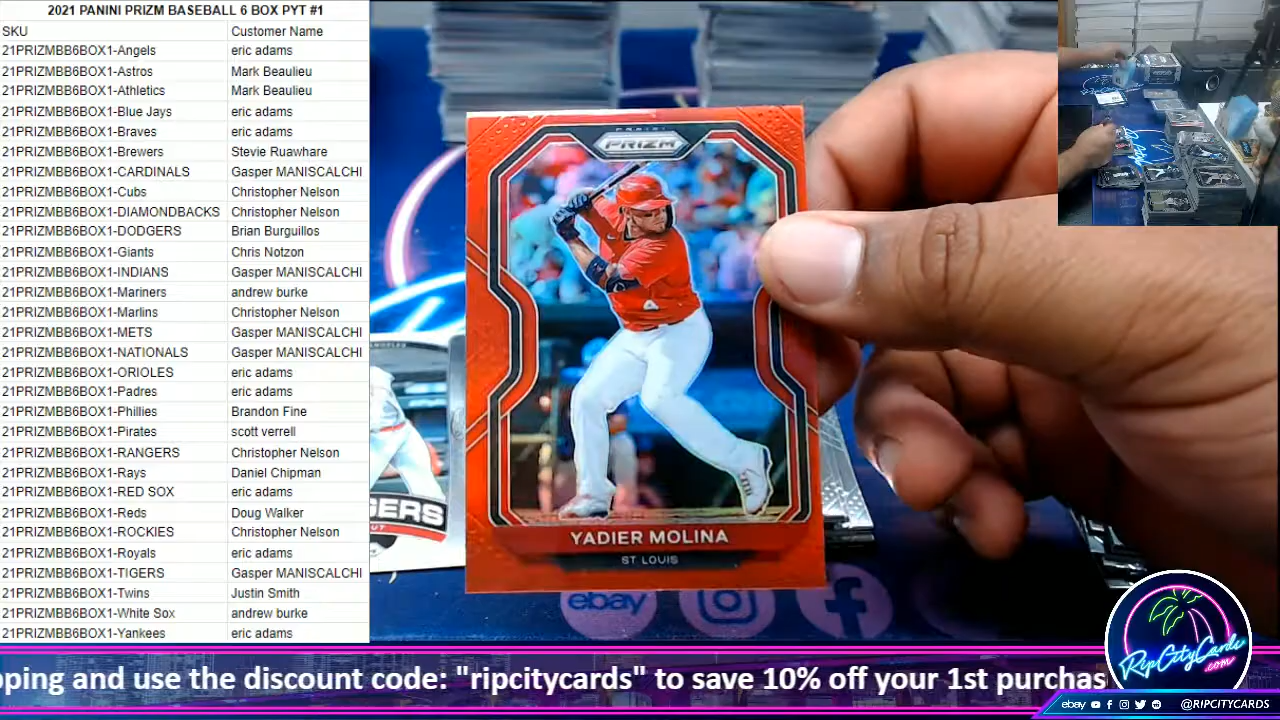 2021 PANINI PRIZM BASEBALL 6 BOX PYT #1
SKU Customer Name
21PRIZMBB6BOX1-Angels eric adams
21PRIZMBB6BOX1-Astros Mark Beaulieu
21PRIZMBB6BOX1-Athletics Mark Beaulieu
21PRIZMBB6BOX1-Blue Jays eric adams
21PRIZMBB6BOX1-Braves eric adams
21PRIZMBB6BOX1-Brewers Stevie Ruawhare
21PRIZMBB6BOX1-CARDINALS Gasper MANISCALCHI
21PRIZMBB6BOX1-Cubs Christopher Nelson
21PRIZMBB6BOX1-DIAMONDBACKS Christopher Nelson
21PRIZMBB6BOX1-DODGERS Brian Burguillos
21PRIZMBB6BOX1-Giants Chris Notzon
21PRIZMBB6BOX1-INDIANS Gasper MANISCALCHI
21PRIZMBB6BOX1-Mariners andrew burke
21PRIZMBB6BOX1-Marlins Christopher Nelson
21PRIZMBB6BOX1-METS Gasper MANISCALCHI
21PRIZMBB6BOX1-NATIONALS Gasper MANISCALCHI
21PRIZMBB6BOX1-ORIOLES eric adams
21PRIZMBB6BOX1-Padres eric adams
21PRIZMBB6BOX1-Phillies Brandon Fine
21PRIZMBB6BOX1-Pirates scott verrell
21PRIZMBB6BOX1-RANGERS Christopher Nelson
21PRIZMBB6BOX1-Rays Daniel Chipman
21PRIZMBB6BOX1-RED SOX eric adams
21PRIZMBB6BOX1-Reds Doug Walker
21PRIZMBB6BOX1-ROCKIES Christopher Nelson
21PRIZMBB6BOX1-Royals eric adams
21PRIZMBB6BOX1-TIGERS Gasper MANISCALCHI
21PRIZMBB6BOX1-Twins Justin Smith
21PRIZMBB6BOX1-White Sox andrew burke
21PRIZMBB6BOX1-Yankees eric adams
PANINI
PRIZM
4
YADIER MOLINA
ST LOUIS
GERS
ebay
RipCityCards
.com
pping and use the discount code: "ripcitycards" to save 10% off your 1st purchas
ebay @RIPCITYCARDS